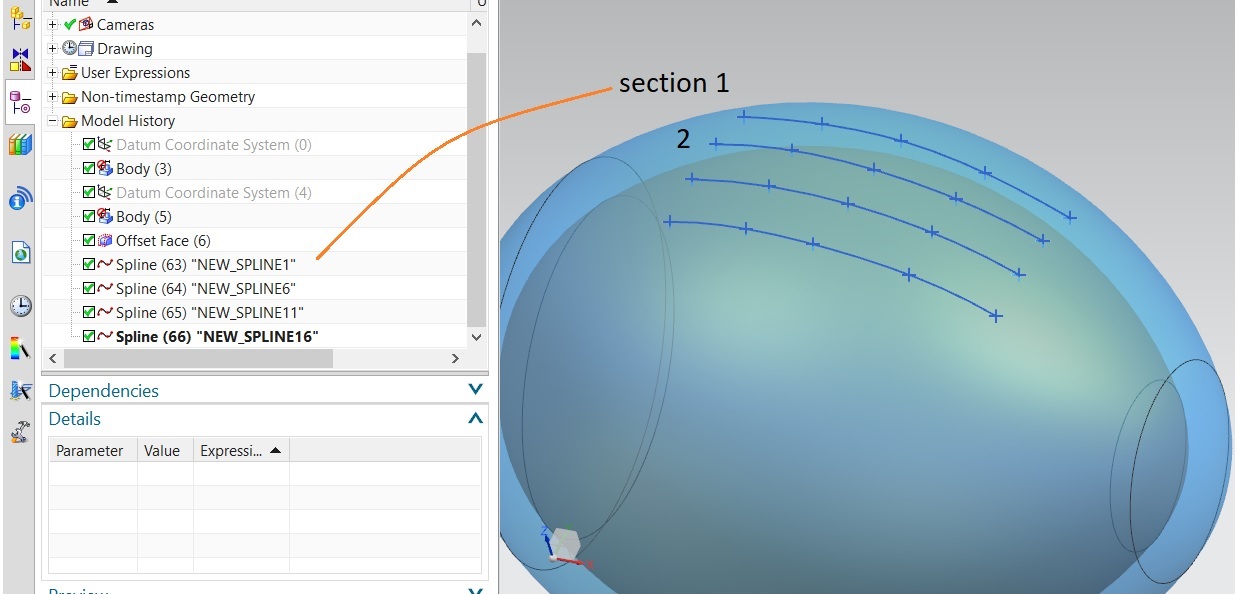 Name
Cameras
Drawing
User Expressions
Non-timestamp Geometry
Model History
Datum Coordinate System (0)
Body (3)
Datum Coordinate System (4)
Body (5)
Offset Face (6)
Spline (63) "NEW_SPLINE1"
Spline (64) "NEW_SPLINE6"
Spline (65) "NEW_SPLINE11"
Spline (66) "NEW_SPLINE16"
Dependencies
Details
Parameter Value Expressi...
Preview
section 1
2
Z
X